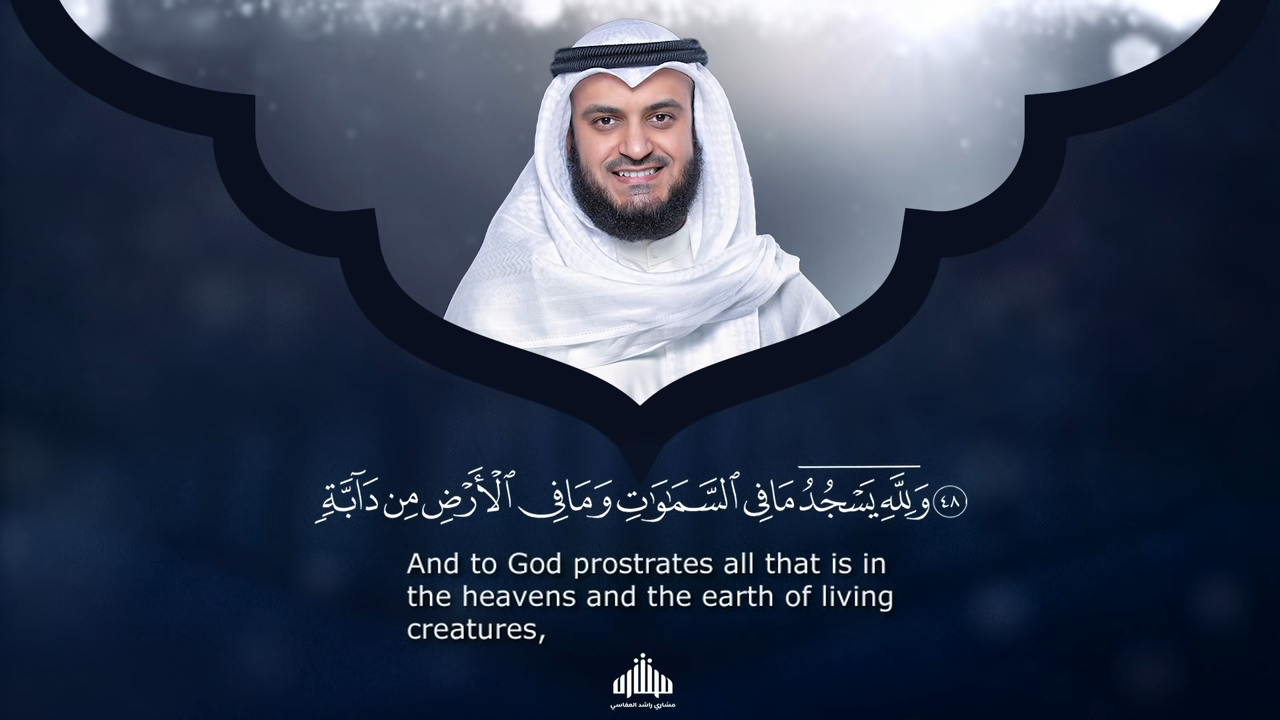 ٤٨ وَلِلَّهِ يَسْجُدُ مَا فِى ٱلسَّمَٰوَٰتِ وَمَا فِى ٱلْأَرْضِ مِن دَآبَّةٍ
And to God prostrates all that is in
the heavens and the earth of living
creatures,
مشاري راشد العفاسي